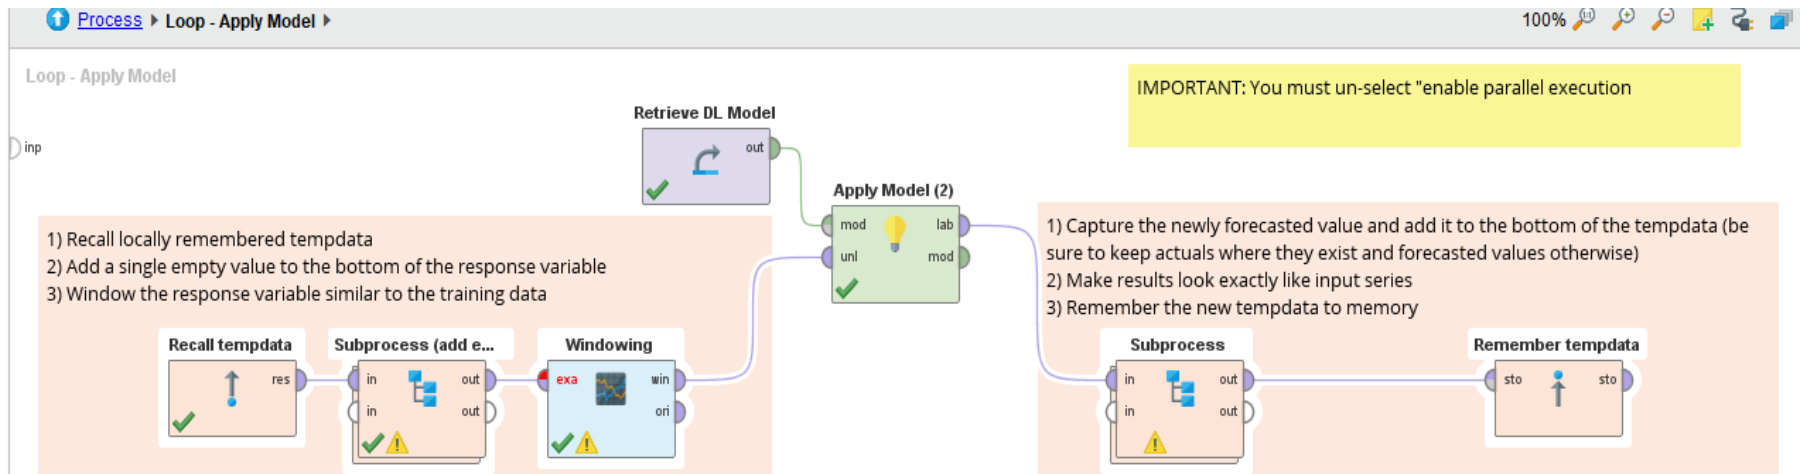 Process Loop - Apply Model
100%
Loop - Apply Model
IMPORTANT: You must un-select "enable parallel execution
inp
Retrieve DL Model
out
Apply Model (2)
mod lab
unl mod
1) Recall locally remembered tempdata
2) Add a single empty value to the bottom of the response variable
3) Window the response variable similar to the training data
1) Capture the newly forecasted value and add it to the bottom of the tempdata (be
sure to keep actuals where they exist and forecasted values otherwise)
2) Make results look exactly like input series
3) Remember the new tempdata to memory
Recall tempdata
res
Subprocess (add e...
in out
in out
Windowing
exa win
ori
Subprocess
in out
in out
Remember tempdata
sto sto